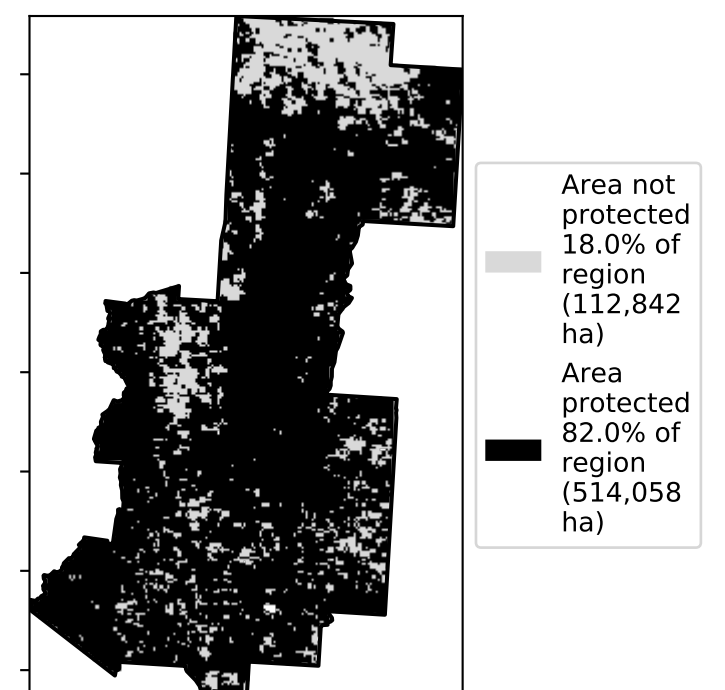 Area not
protected
18.0% of
region
(112,842
ha)
Area
protected
82.0% of
region
(514,058
ha)